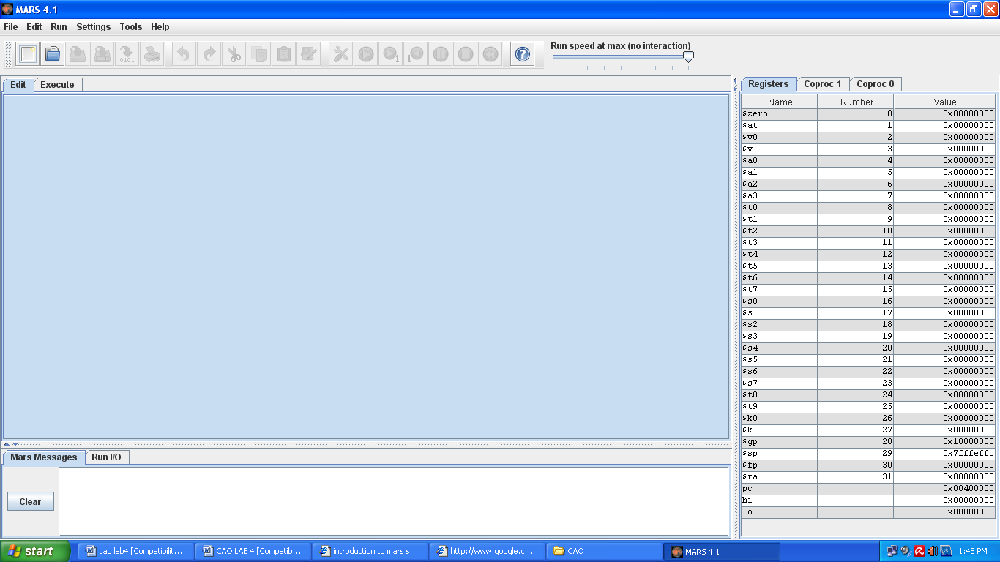 MARS 4.1
File Edit Run Settings Tools Help
Run speed at max (no interaction)
0101
1
1
?
Edit Execute
Registers Coproc 1 Coproc 0
Name Number Value
$zero 0 0x00000000
$at 1 0x00000000
$v0 2 0x00000000
$v1 3 0x00000000
$a0 4 0x00000000
$a1 5 0x00000000
$a2 6 0x00000000
$a3 7 0x00000000
$t0 8 0x00000000
$t1 9 0x00000000
$t2 10 0x00000000
$t3 11 0x00000000
$t4 12 0x00000000
$t5 13 0x00000000
$t6 14 0x00000000
$t7 15 0x00000000
$s0 16 0x00000000
$s1 17 0x00000000
$s2 18 0x00000000
$s3 19 0x00000000
$s4 20 0x00000000
$s5 21 0x00000000
$s6 22 0x00000000
$s7 23 0x00000000
$t8 24 0x00000000
$t9 25 0x00000000
$k0 26 0x00000000
$k1 27 0x00000000
$gp 28 0x10008000
$sp 29 0x7fffeffc
$fp 30 0x00000000
$ra 31 0x00000000
pc 0x00400000
hi 0x00000000
lo 0x00000000
Mars Messages Run I/O
Clear
start cao lab4 [Compatibilit... CAO LAB 4 [Compatib... introduction to mars s... http://www.google.c... CAO MARS 4.1 1:48 PM